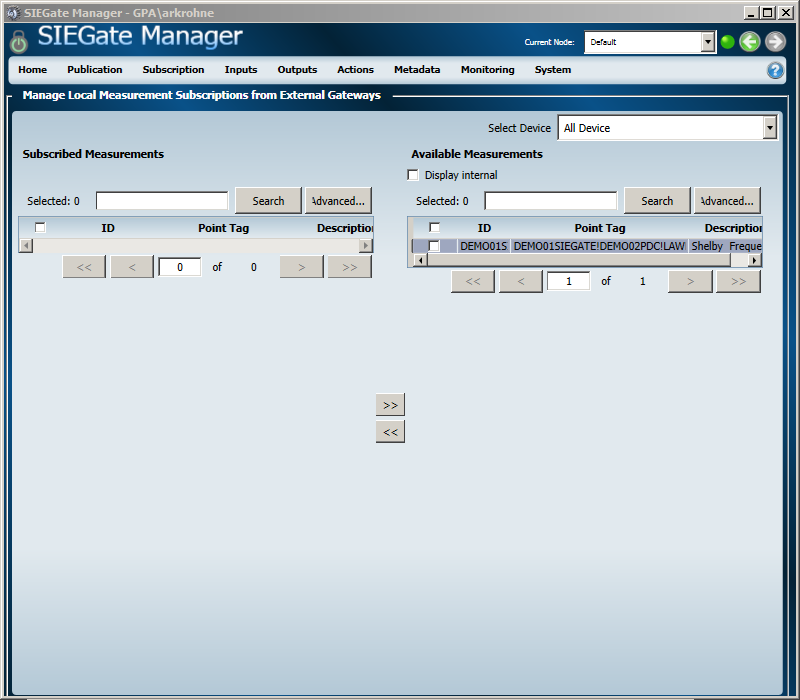 SIEGate Manager - GPA\arkrohne
SIEGate Manager
Current Node: Default
Home Publication Subscription Inputs Outputs Actions Metadata Monitoring System ?
Manage Local Measurement Subscriptions from External Gateways
Select Device All Device
Subscribed Measurements
Selected: 0 Search Advanced...
ID Point Tag Description
<< < 0 of 0 > >>
>>
<<
Available Measurements
Display internal
Selected: 0 Search Advanced...
ID Point Tag Description
DEMO01S DEMO01SIEGATE!DEMO02PDC!LAW Shelby Freque
<< < 1 of 1 > >>